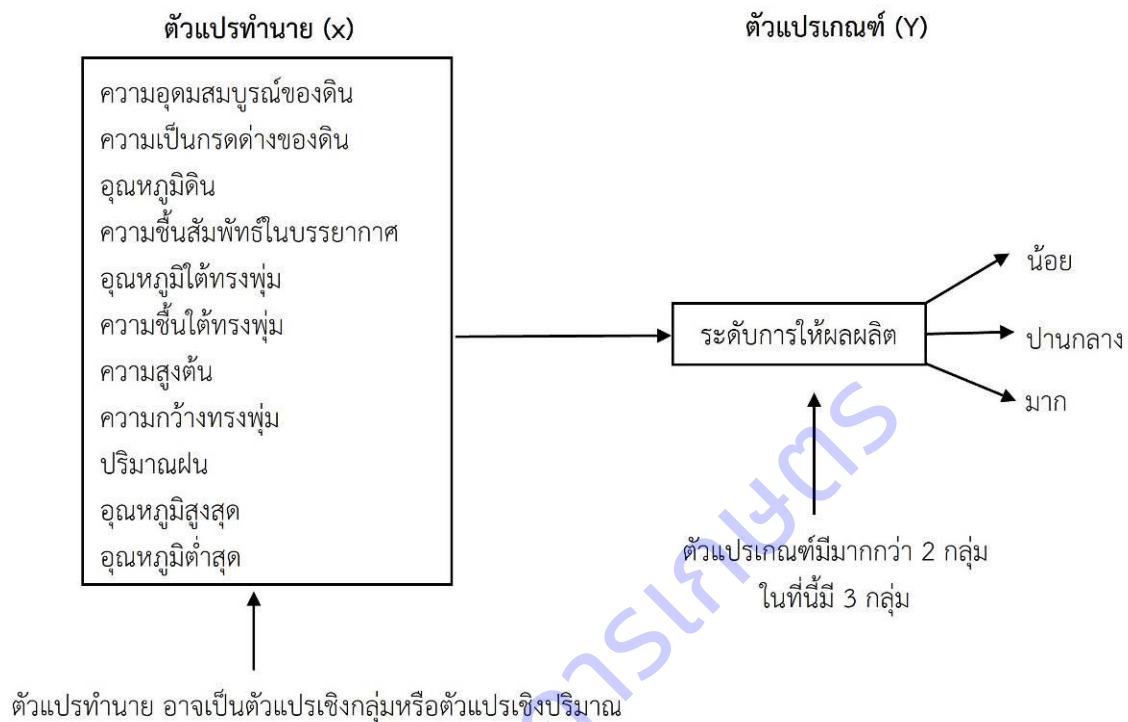 ตัวแปรทำนาย (x)
ตัวแปรเกณฑ์ (Y)
ความอุดมสมบูรณ์ของดิน
ความเป็นกรดด่างของดิน
อุณหภูมิดิน
ความชื้นสัมพัทธ์ในบรรยากาศ
อุณหภูมิใต้ทรงพุ่ม
ความชื้นใต้ทรงพุ่ม
ความสูงต้น
ความกว้างทรงพุ่ม
ปริมาณฝน
อุณหภูมิสูงสุด
อุณหภูมิต่ำสุด
ระดับการให้ผลผลิต
น้อย
ปานกลาง
มาก
ตัวแปรเกณฑ์มีมากกว่า 2 กลุ่ม
ในที่นี้มี 3 กลุ่ม
ตัวแปรทำนาย อาจเป็นตัวแปรเชิงกลุ่มหรือตัวแปรเชิงปริมาณ
การเกษตร